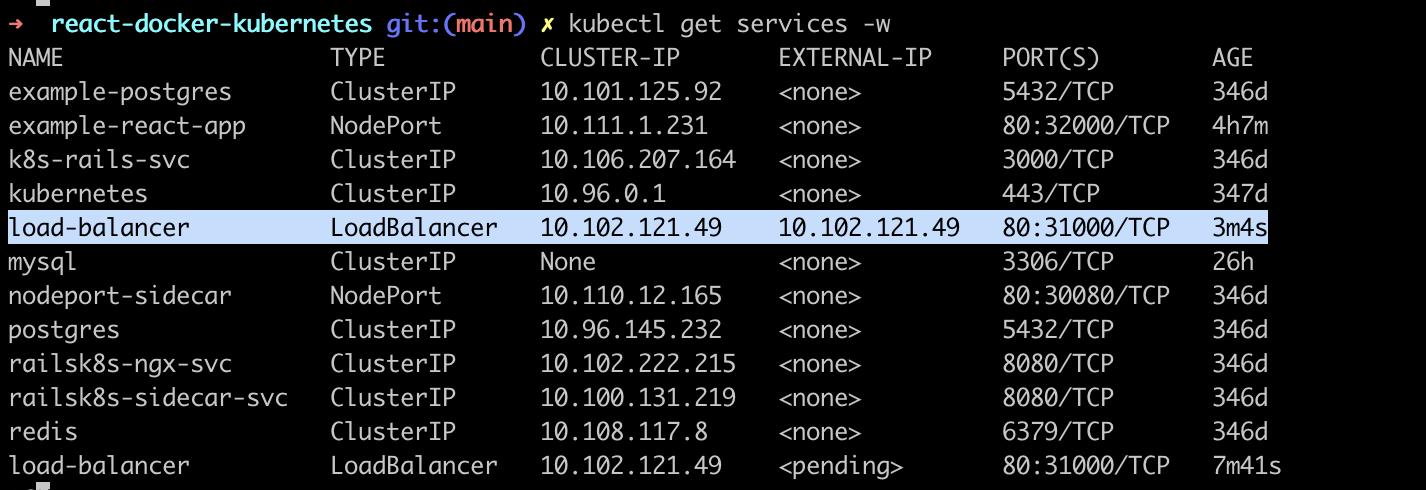 → react-docker-kubernetes git:(main) ✗ kubectl get services -w
NAME TYPE CLUSTER-IP EXTERNAL-IP PORT(S) AGE
example-postgres ClusterIP 10.101.125.92 <none> 5432/TCP 346d
example-react-app NodePort 10.111.1.231 <none> 80:32000/TCP 4h7m
k8s-rails-svc ClusterIP 10.106.207.164 <none> 3000/TCP 346d
kubernetes ClusterIP 10.96.0.1 <none> 443/TCP 347d
load-balancer LoadBalancer 10.102.121.49 10.102.121.49 80:31000/TCP 3m4s
mysql ClusterIP None <none> 3306/TCP 26h
nodeport-sidecar NodePort 10.110.12.165 <none> 80:30080/TCP 346d
postgres ClusterIP 10.96.145.232 <none> 5432/TCP 346d
railsk8s-ngx-svc ClusterIP 10.102.222.215 <none> 8080/TCP 346d
railsk8s-sidecar-svc ClusterIP 10.100.131.219 <none> 8080/TCP 346d
redis ClusterIP 10.108.117.8 <none> 6379/TCP 346d
load-balancer LoadBalancer 10.102.121.49 <pending> 80:31000/TCP 7m41s